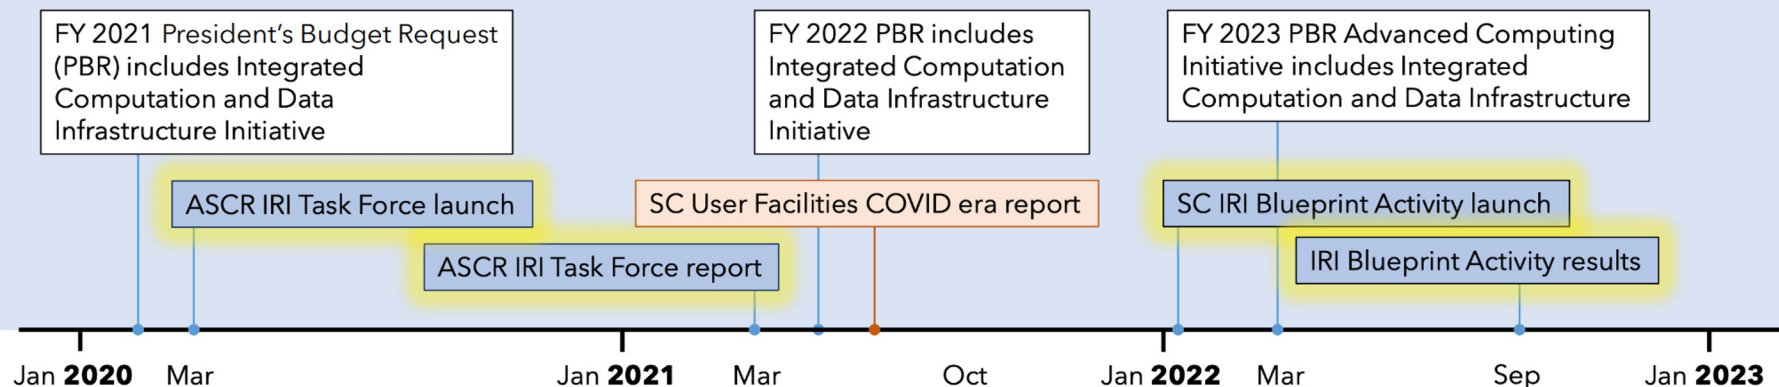 FY 2021 President's Budget Request
(PBR) includes Integrated
Computation and Data
Infrastructure Initiative
FY 2022 PBR includes
Integrated Computation
and Data Infrastructure
Initiative
FY 2023 PBR Advanced Computing
Initiative includes Integrated
Computation and Data Infrastructure
ASCR IRI Task Force launch
SC User Facilities COVID era report
SC IRI Blueprint Activity launch
ASCR IRI Task Force report
IRI Blueprint Activity results
Jan 2020 Mar Jan 2021 Mar Oct Jan 2022 Mar Sep Jan 2023